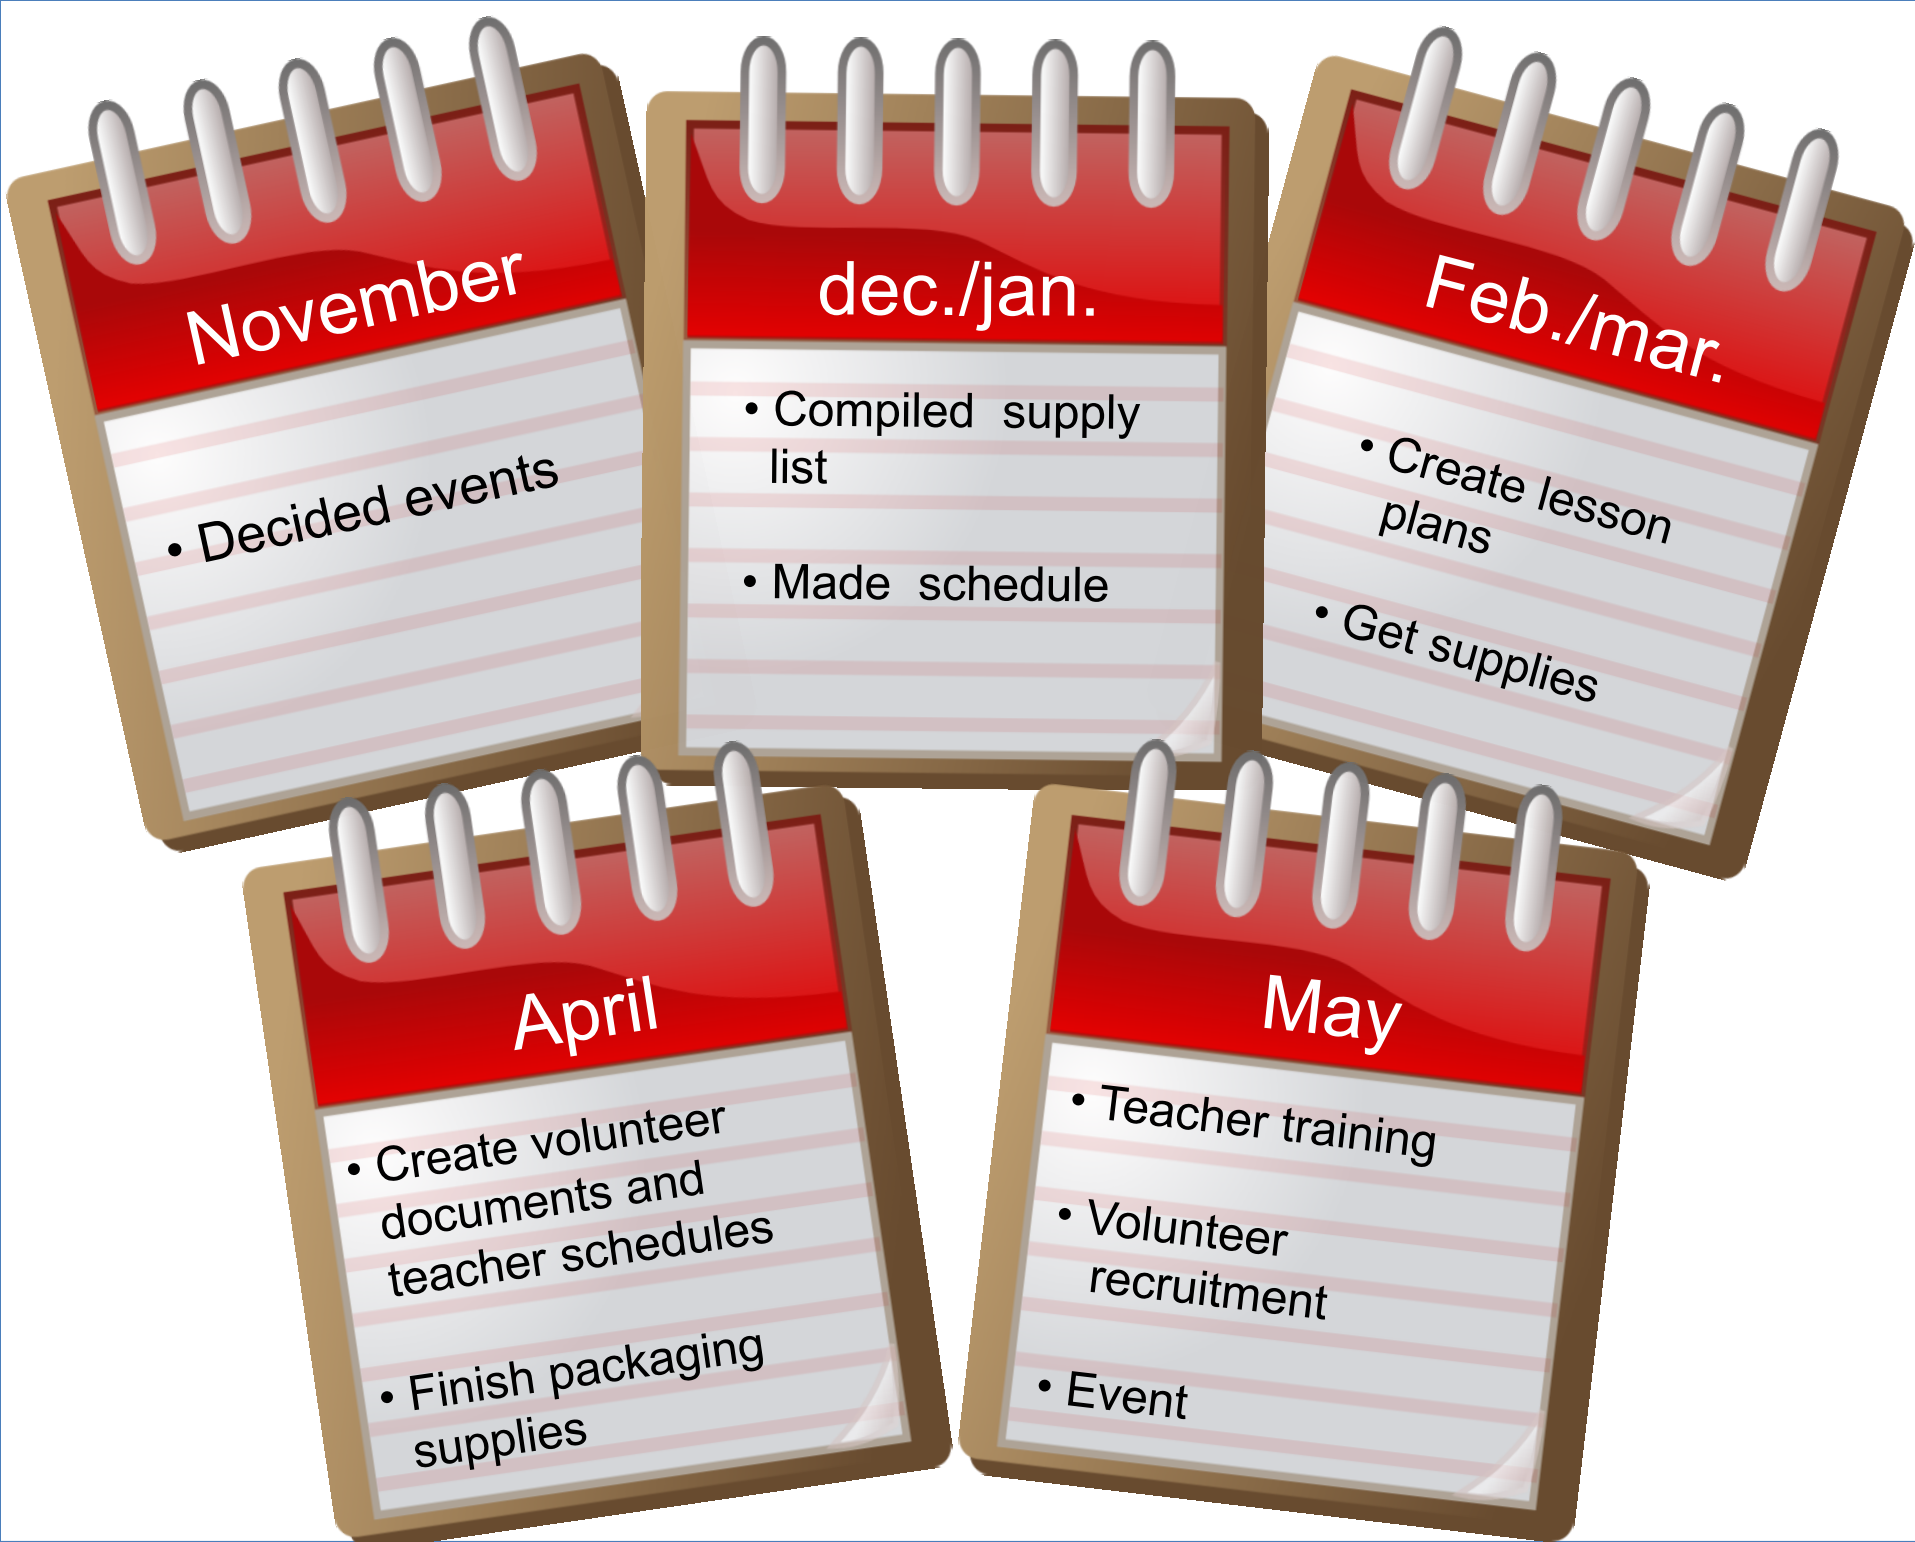 November
• Decided events
dec./jan.
• Compiled supply
list
• Made schedule
Feb./mar.
• Create lesson
plans
• Get supplies
April
• Create volunteer
documents and
teacher schedules
• Finish packaging
supplies
May
• Teacher training
• Volunteer
recruitment
• Event